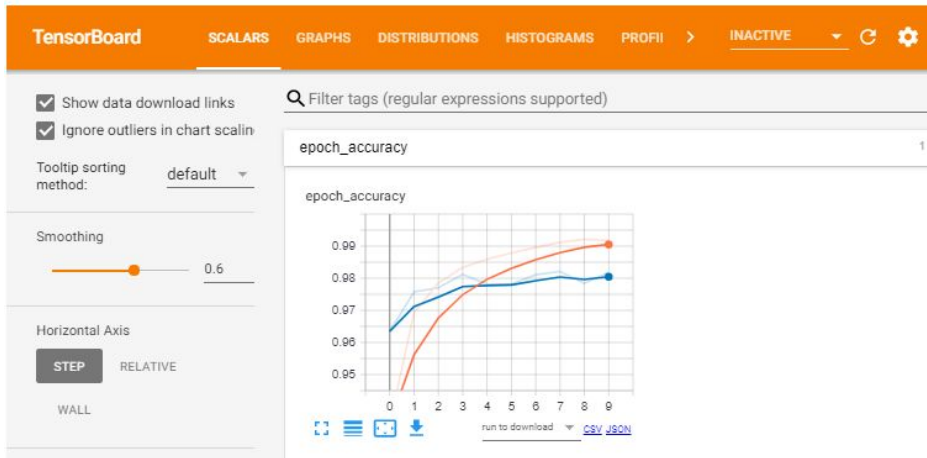 TensorBoard SCALARS GRAPHS DISTRIBUTIONS HISTOGRAMS PROFII INACTIVE
Show data download links
Ignore outliers in chart scalin
Tooltip sorting
method: default
Smoothing
0.6
Horizontal Axis
STEP RELATIVE
WALL
Filter tags (regular expressions supported)
epoch_accuracy 1
epoch_accuracy
0.99
0.98
0.97
0.96
0.95
0 1 2 3 4 5 6 7 8 9
run to download CSV JSON